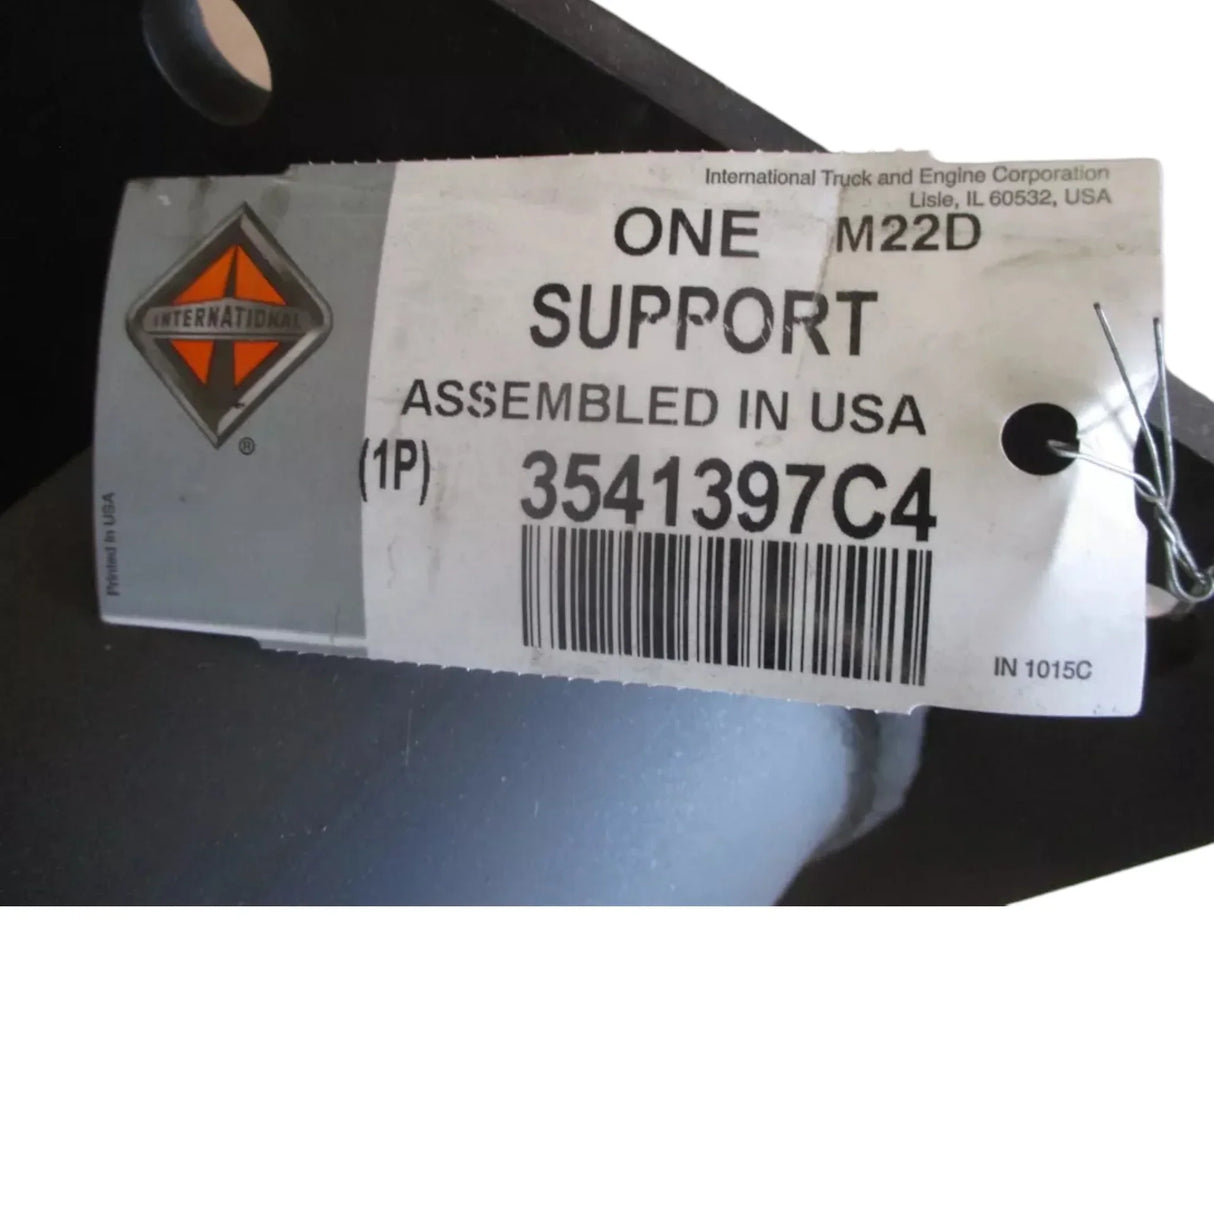 International Truck and Engine Corporation
Lisle, IL 60532, USA
ONE M22D
SUPPORT
INTERNATIONAL
®
ASSEMBLED IN USA
(1P) 3541397C4
Printed in USA
IN 1015C